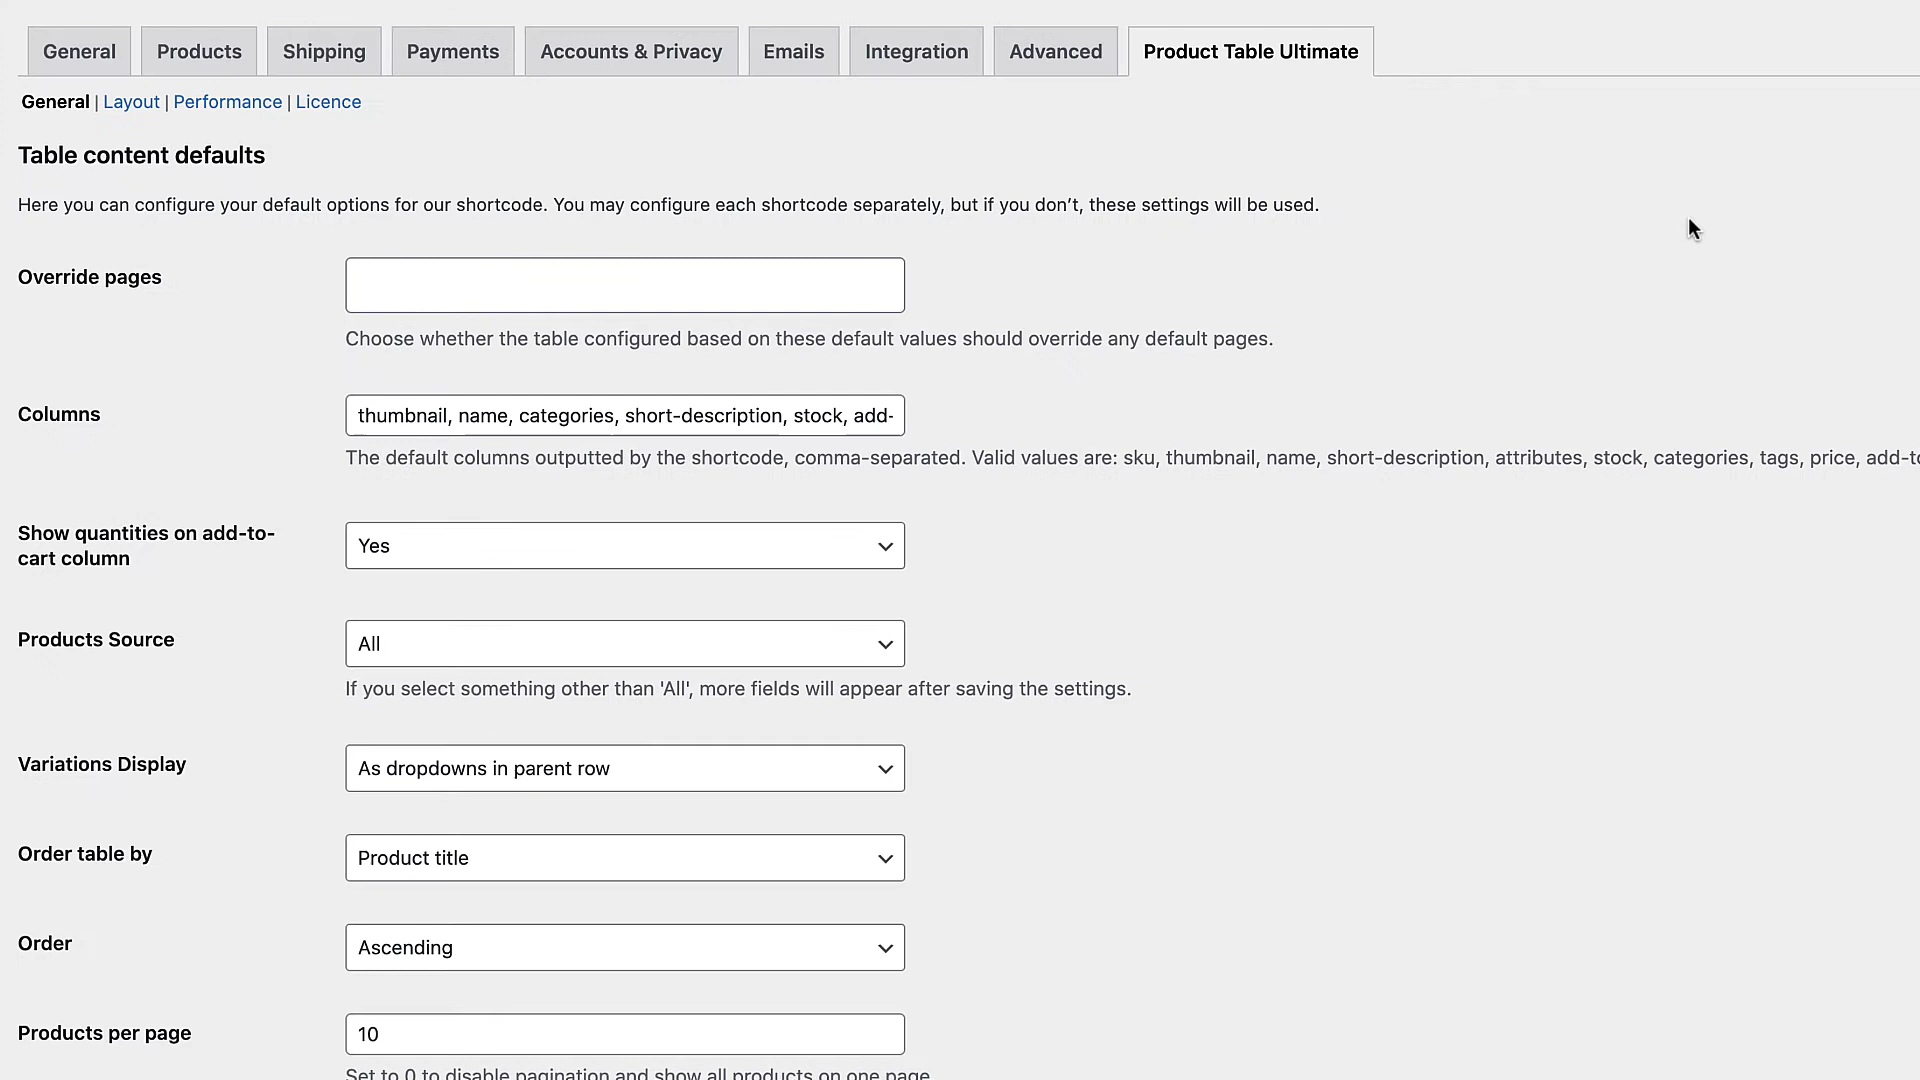 General Products Shipping Payments Accounts & Privacy Emails Integration Advanced Product Table Ultimate
General | Layout | Performance | Licence
Table content defaults
Here you can configure your default options for our shortcode. You may configure each shortcode separately, but if you don’t, these settings will be used.
Override pages
Choose whether the table configured based on these default values should override any default pages.
Columns
thumbnail, name, categories, short-description, stock, add-
The default columns outputted by the shortcode, comma-separated. Valid values are: sku, thumbnail, name, short-description, attributes, stock, categories, tags, price, add-to
Show quantities on add-to-
cart column
Yes
Products Source
All
If you select something other than 'All', more fields will appear after saving the settings.
Variations Display
As dropdowns in parent row
Order table by
Product title
Order
Ascending
Products per page
10
Set to 0 to disable pagination and show all products on one page